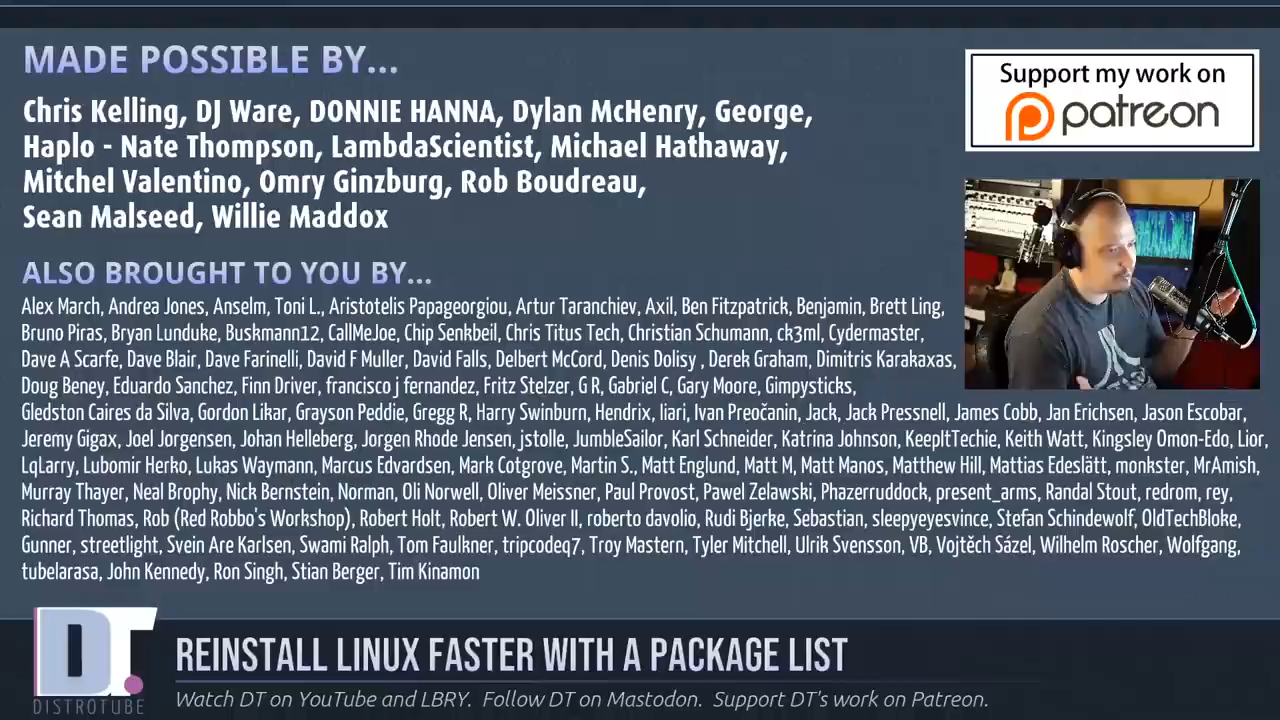 MADE POSSIBLE BY...
Chris Kelling, DJ Ware, DONNIE HANNA, Dylan McHenry, George,
Haplo - Nate Thompson, LambdaScientist, Michael Hathaway,
Mitchel Valentino, Omry Ginzburg, Rob Boudreau,
Sean Malseed, Willie Maddox
Support my work on
patreon
ALSO BROUGHT TO YOU BY...
Alex March, Andrea Jones, Anselm, Toni L., Aristotelis Papageorgiou, Artur Taranchiev, Axil, Ben Fitzpatrick, Benjamin, Brett Ling,
Bruno Piras, Bryan Lunduke, Buskmann12, CallMeJoe, Chip Senkbeil, Chris Titus Tech, Christian Schumann, ck3ml, Cydermaster,
Dave A Scarfe, Dave Blair, Dave Farinelli, David F Muller, David Falls, Delbert McCord, Denis Dolisy , Derek Graham, Dimitris Karakaxas,
Doug Beney, Eduardo Sanchez, Finn Driver, francisco j fernandez, Fritz Stelzer, G R, Gabriel C, Gary Moore, Gimpysticks,
Gledston Caires da Silva, Gordon Likar, Grayson Peddie, Gregg R, Harry Swinburn, Hendrix, Iiari, Ivan Preočanin, Jack, Jack Pressnell, James Cobb, Jan Erichsen, Jason Escobar,
Jeremy Gigax, Joel Jorgensen, Johan Helleberg, Jorgen Rhode Jensen, jstolle, JumbleSailor, Karl Schneider, Katrina Johnson, KeepItTechie, Keith Watt, Kingsley Omon-Edo, Lior,
LqLarry, Lubomir Herko, Lukas Waymann, Marcus Edvardsen, Mark Cotgrove, Martin S., Matt Englund, Matt M, Matt Manos, Matthew Hill, Mattias Edeslätt, monkster, MrAmish,
Murray Thayer, Neal Brophy, Nick Bernstein, Norman, Oli Norwell, Oliver Meissner, Paul Provost, Pawel Zelawski, Phazerruddock, present_arms, Randal Stout, redrom, rey,
Richard Thomas, Rob (Red Robbo's Workshop), Robert Holt, Robert W. Oliver II, roberto davolio, Rudi Bjerke, Sebastian, sleepyeyesvince, Stefan Schindewolf, OldTechBloke,
Gunner, streetlight, Svein Are Karlsen, Swami Ralph, Tom Faulkner, tripcodeq7, Troy Mastern, Tyler Mitchell, Ulrik Svensson, VB, Vojtěch Sázel, Wilhelm Roscher, Wolfgang,
tubelarasa, John Kennedy, Ron Singh, Stian Berger, Tim Kinamon
DT.
DISTROTUBE
REINSTALL LINUX FASTER WITH A PACKAGE LIST
Watch DT on YouTube and LBRY. Follow DT on Mastodon. Support DT's work on Patreon.